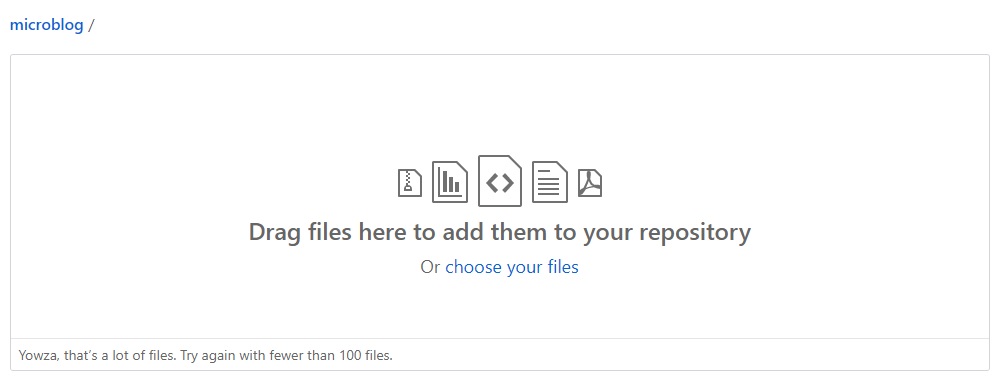 microblog /
Drag files here to add them to your repository
Or choose your files
Yowza, that’s a lot of files. Try again with fewer than 100 files.